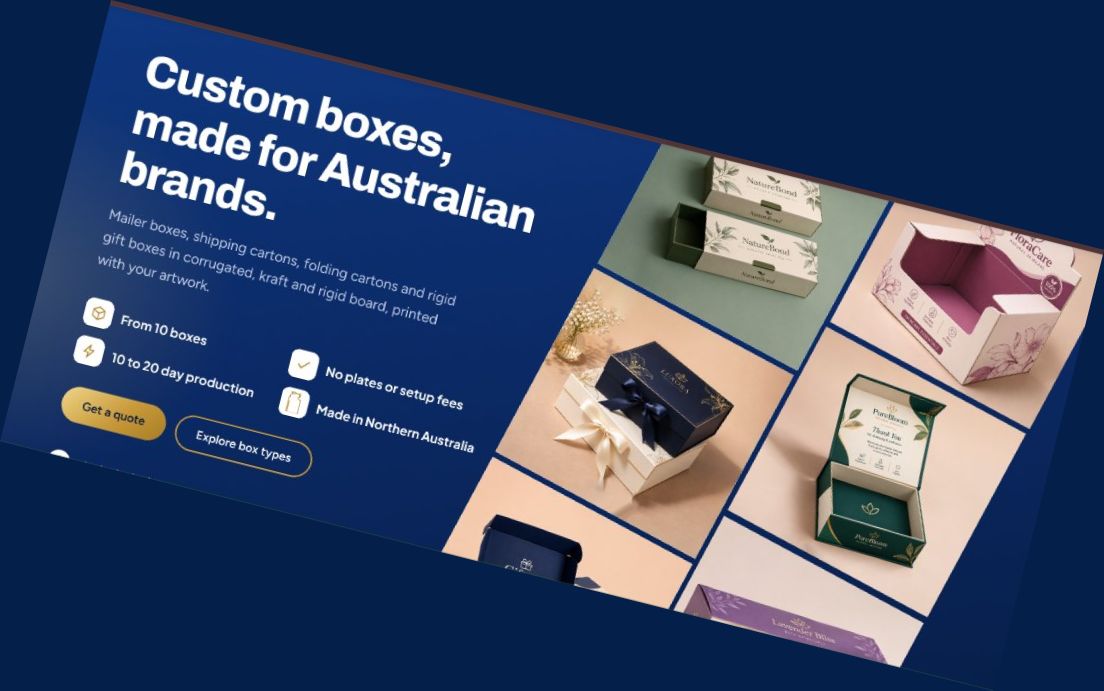 Custom boxes,
made for Australian
brands.
Mailer boxes, shipping cartons, folding cartons and rigid
gift boxes in corrugated, kraft and rigid board, printed
with your artwork.
From 10 boxes
No plates or setup fees
10 to 20 day production
Made in Northern Australia
Get a quote
Explore box types
NatureBond
NatureBond
NatureBond
NatureBond
FloraCare
LUXORA
PureBloom
Thank You
PureBloom
Lavender Bliss